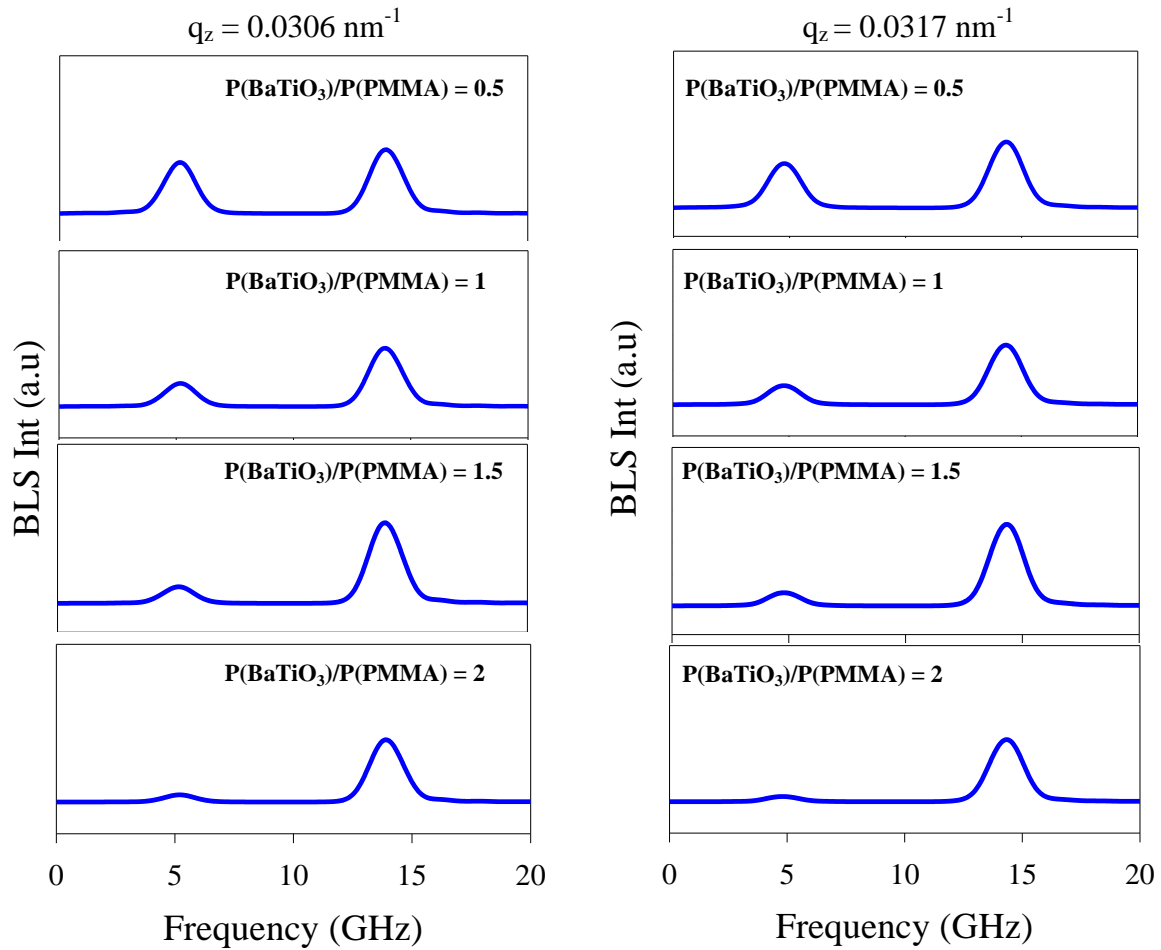 q_z = 0.0306 nm^-1
P(BaTiO₃)/P(PMMA) = 0.5
P(BaTiO₃)/P(PMMA) = 1
P(BaTiO₃)/P(PMMA) = 1.5
P(BaTiO₃)/P(PMMA) = 2
BLS Int (a.u)
0 5 10 15 20
Frequency (GHz)
q_z = 0.0317 nm^-1
P(BaTiO₃)/P(PMMA) = 0.5
P(BaTiO₃)/P(PMMA) = 1
P(BaTiO₃)/P(PMMA) = 1.5
P(BaTiO₃)/P(PMMA) = 2
BLS Int (a.u)
0 5 10 15 20
Frequency (GHz)